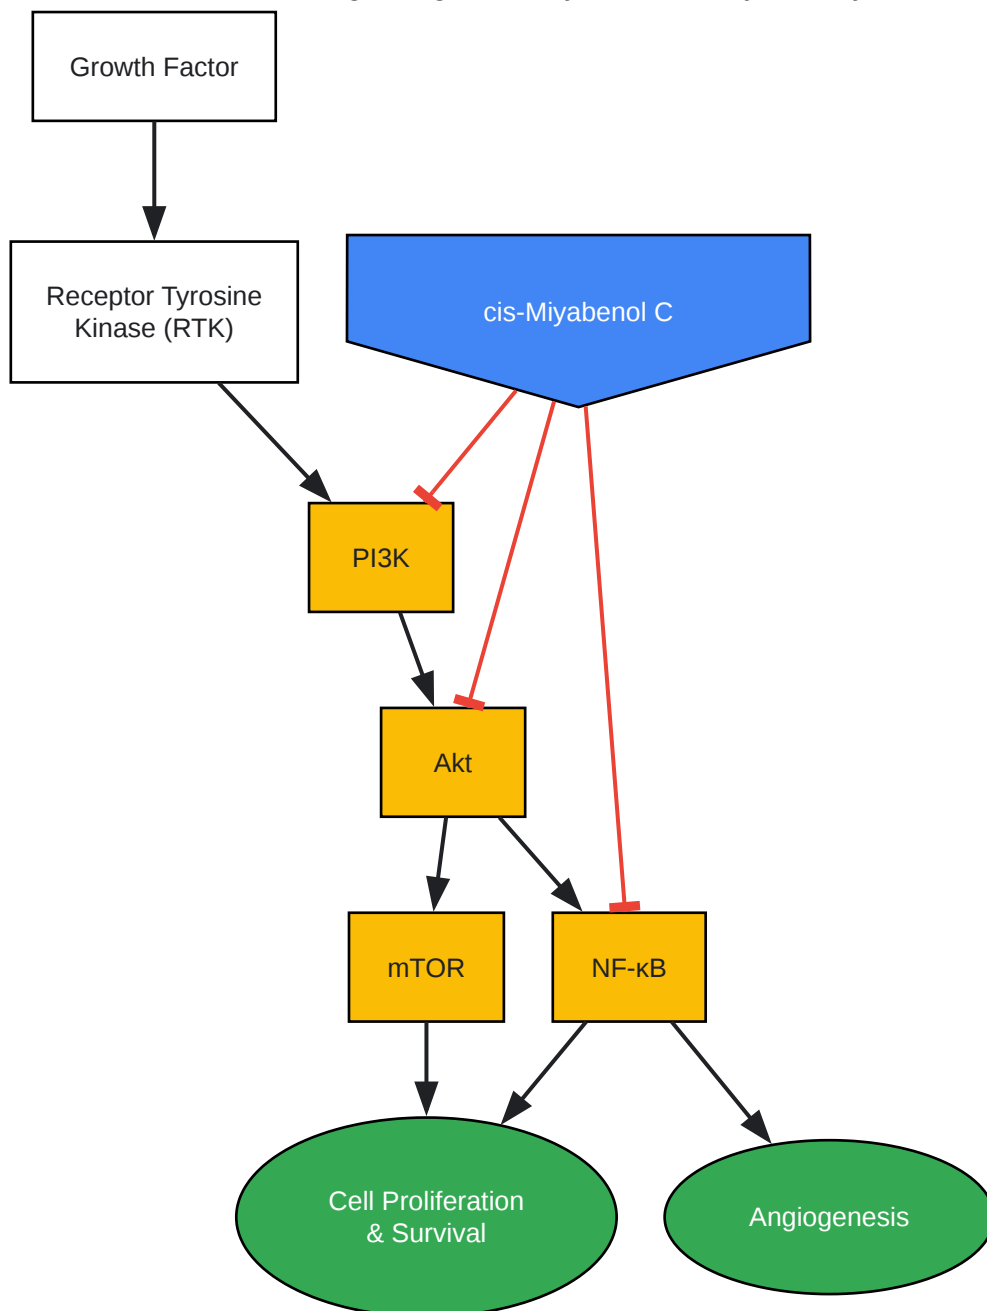 Growth Factor
Receptor Tyrosine
Kinase (RTK)
cis-Miyabenol C
PI3K
Akt
mTOR
NF-κB
Cell Proliferation
& Survival
Angiogenesis